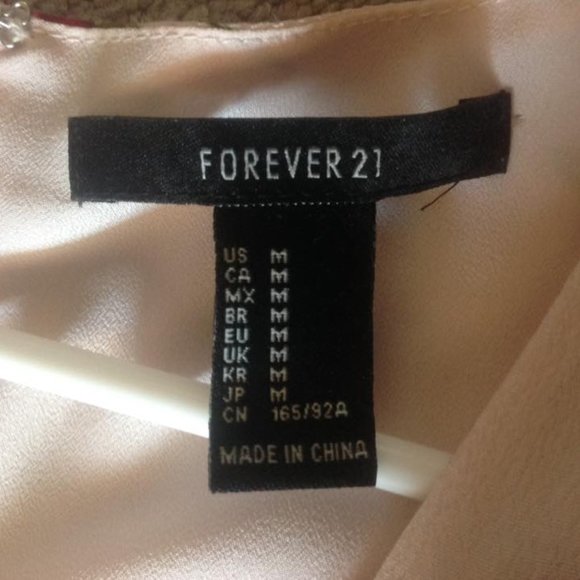 FOREVER 21
US M
CA M
MX M
BR M
EU M
UK M
KR M
JP M
CN 165/92A
MADE IN CHINA